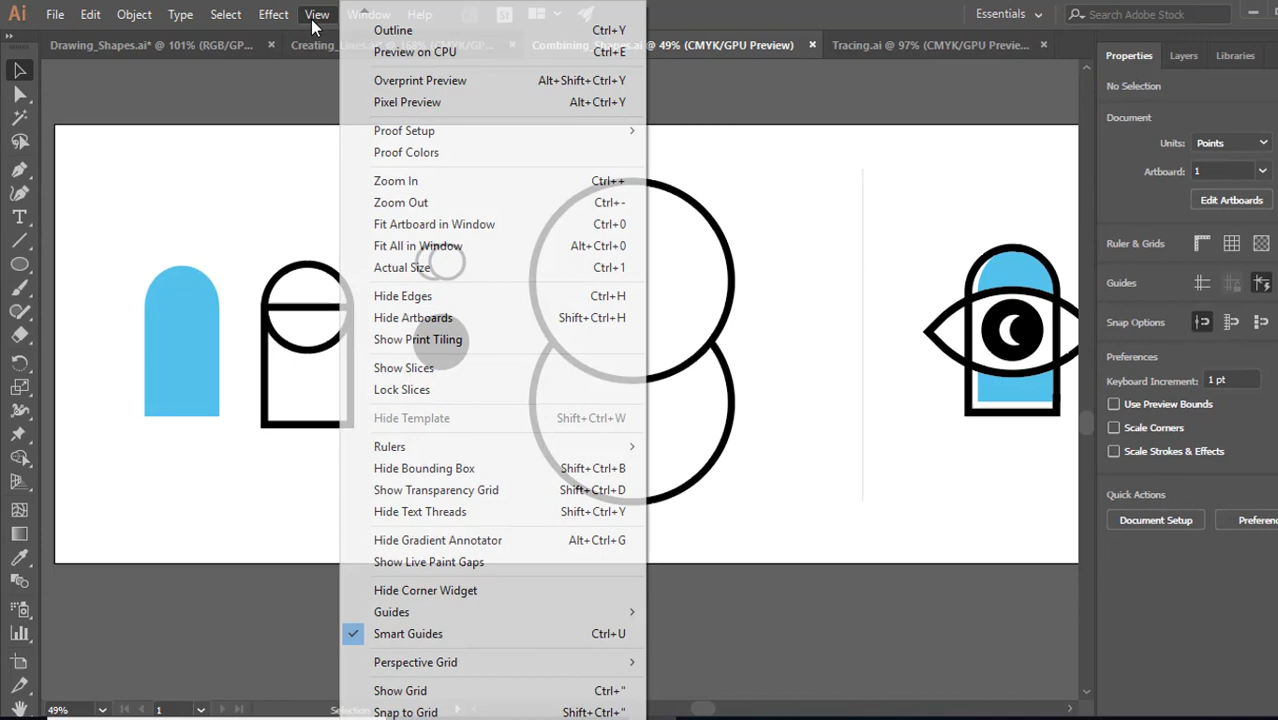 Ai File Edit Object Type Select Effect View Window Help St Essentials Search Adobe Stock
Drawing_Shapes.ai* @ 101% (RGB/GP... × Combining_Shapes.ai @ 49% (CMYK/GPU Preview) × Tracing.ai @ 97% (CMYK/GPU Previe... ×
Outline Ctrl+Y
Preview on CPU Ctrl+E
Overprint Preview Alt+Shift+Ctrl+Y
Pixel Preview Alt+Ctrl+Y
Proof Setup
Proof Colors
Zoom In Ctrl++
Zoom Out Ctrl+-
Fit Artboard in Window Ctrl+0
Fit All in Window Alt+Ctrl+0
Actual Size Ctrl+1
Hide Edges Ctrl+H
Hide Artboards Shift+Ctrl+H
Show Print Tiling
Show Slices
Lock Slices
Hide Template Shift+Ctrl+W
Rulers
Hide Bounding Box Shift+Ctrl+B
Show Transparency Grid Shift+Ctrl+D
Hide Text Threads Shift+Ctrl+Y
Hide Gradient Annotator Alt+Ctrl+G
Show Live Paint Gaps
Hide Corner Widget
Guides
Smart Guides Ctrl+U
Perspective Grid
Show Grid Ctrl+"
Snap to Grid Shift+Ctrl+"
Properties Layers Libraries
No Selection
Document
Units: Points
Artboard: 1
Edit Artboards
Ruler & Grids
Guides
Snap Options
Preferences
Keyboard Increment: 1 pt
Use Preview Bounds
Scale Corners
Scale Strokes & Effects
Quick Actions
Document Setup Preferen
49% 1 Selection